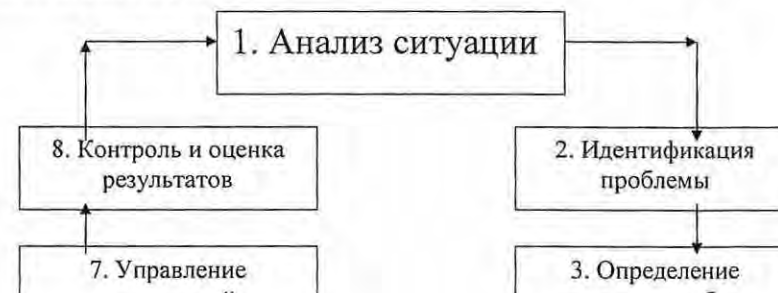 1. Анализ ситуации
8. Контроль и оценка
результатов
2. Идентификация
проблемы
7. Управление
3. Определение